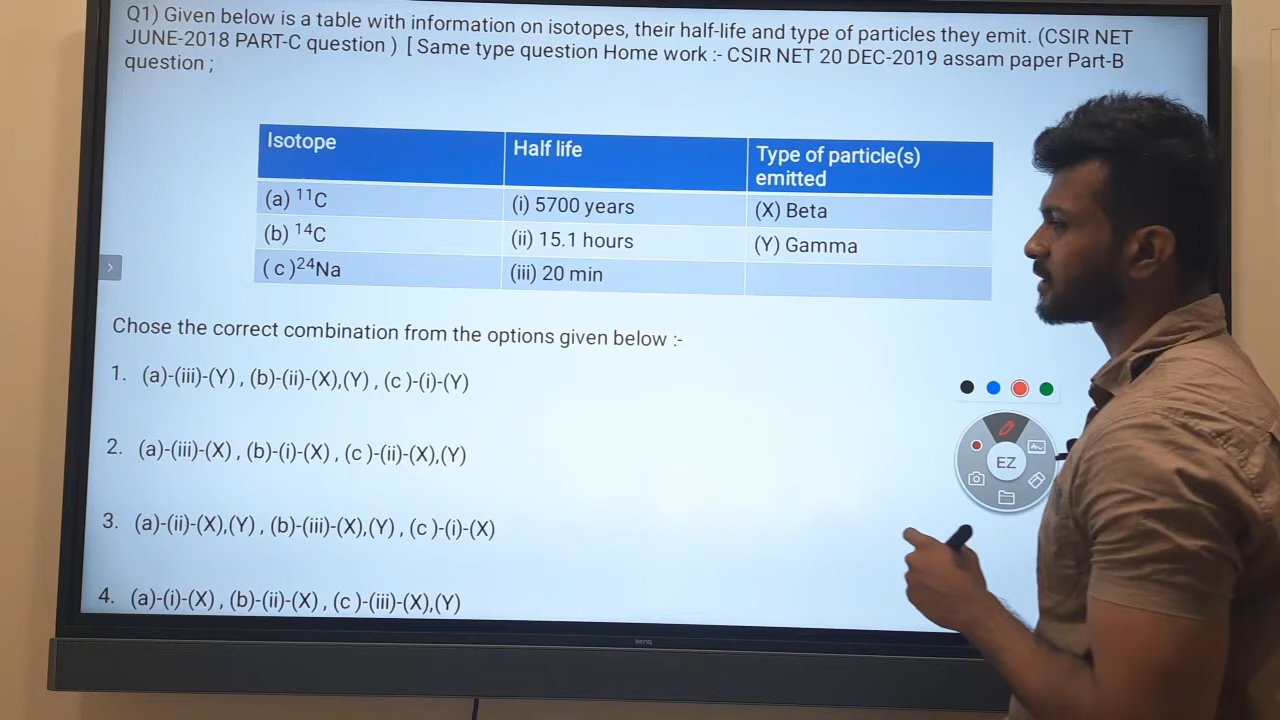 Q1) Given below is a table with information on isotopes, their half-life and type of particles they emit. (CSIR NET
JUNE-2018 PART-C question ) [ Same type question Home work :- CSIR NET 20 DEC-2019 assam paper Part-B
question ;
Isotope Half life Type of particle(s)
emitted
(a) ¹¹C (i) 5700 years (X) Beta
(b) ¹⁴C (ii) 15.1 hours (Y) Gamma
( c )²⁴Na (iii) 20 min
Chose the correct combination from the options given below :-
1. (a)-(iii)-(Y) , (b)-(ii)-(X),(Y) , (c )-(i)-(Y)
2. (a)-(iii)-(X) , (b)-(i)-(X) , (c )-(ii)-(X),(Y)
3. (a)-(ii)-(X),(Y) , (b)-(iii)-(X),(Y) , (c )-(i)-(X)
4. (a)-(i)-(X) , (b)-(ii)-(X) , (c )-(iii)-(X),(Y)
EZ
BenQ